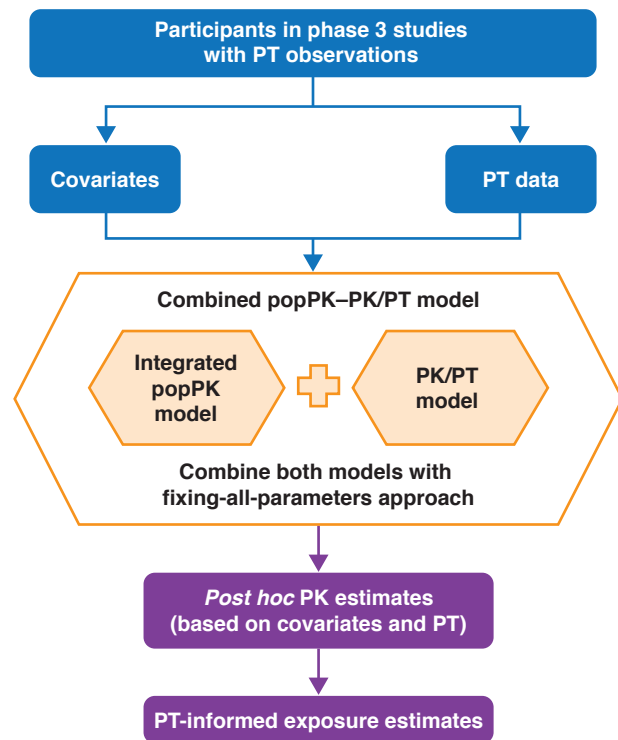 Participants in phase 3 studies
with PT observations
Covariates
PT data
Combined popPK–PK/PT model
Integrated
popPK
model
PK/PT
model
Combine both models with
fixing-all-parameters approach
Post hoc PK estimates
(based on covariates and PT)
PT-informed exposure estimates